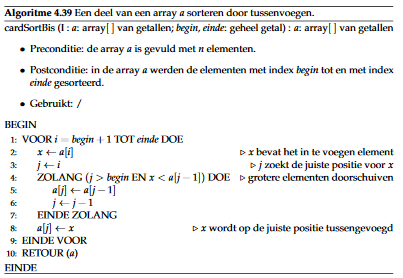 Algoritme 4.39 Een deel van een array a sorteren door tussenvoegen.
cardSortBis (I : a: array[ ] van getallen; begin, einde: geheel getal) : a: array[ ] van getallen
• Preconditie: de array a is gevuld met n elementen.
• Postconditie: in de array a werden de elementen met index begin tot en met index
einde gesorteerd.
• Gebruikt: /
BEGIN
1: VOOR i = begin + 1 TOT einde DOE
2: x ← a[i] ▷ x bevat het in te voegen element
3: j ← i ▷ j zoekt de juiste positie voor x
4: ZOLANG (j > begin EN x < a[j − 1]) DOE ▷ grotere elementen doorschuiven
5: a[j] ← a[j − 1]
6: j ← j − 1
7: EINDE ZOLANG
8: a[j] ← x ▷ x wordt op de juiste positie tussengevoegd
9: EINDE VOOR
10: RETOUR (a)
EINDE